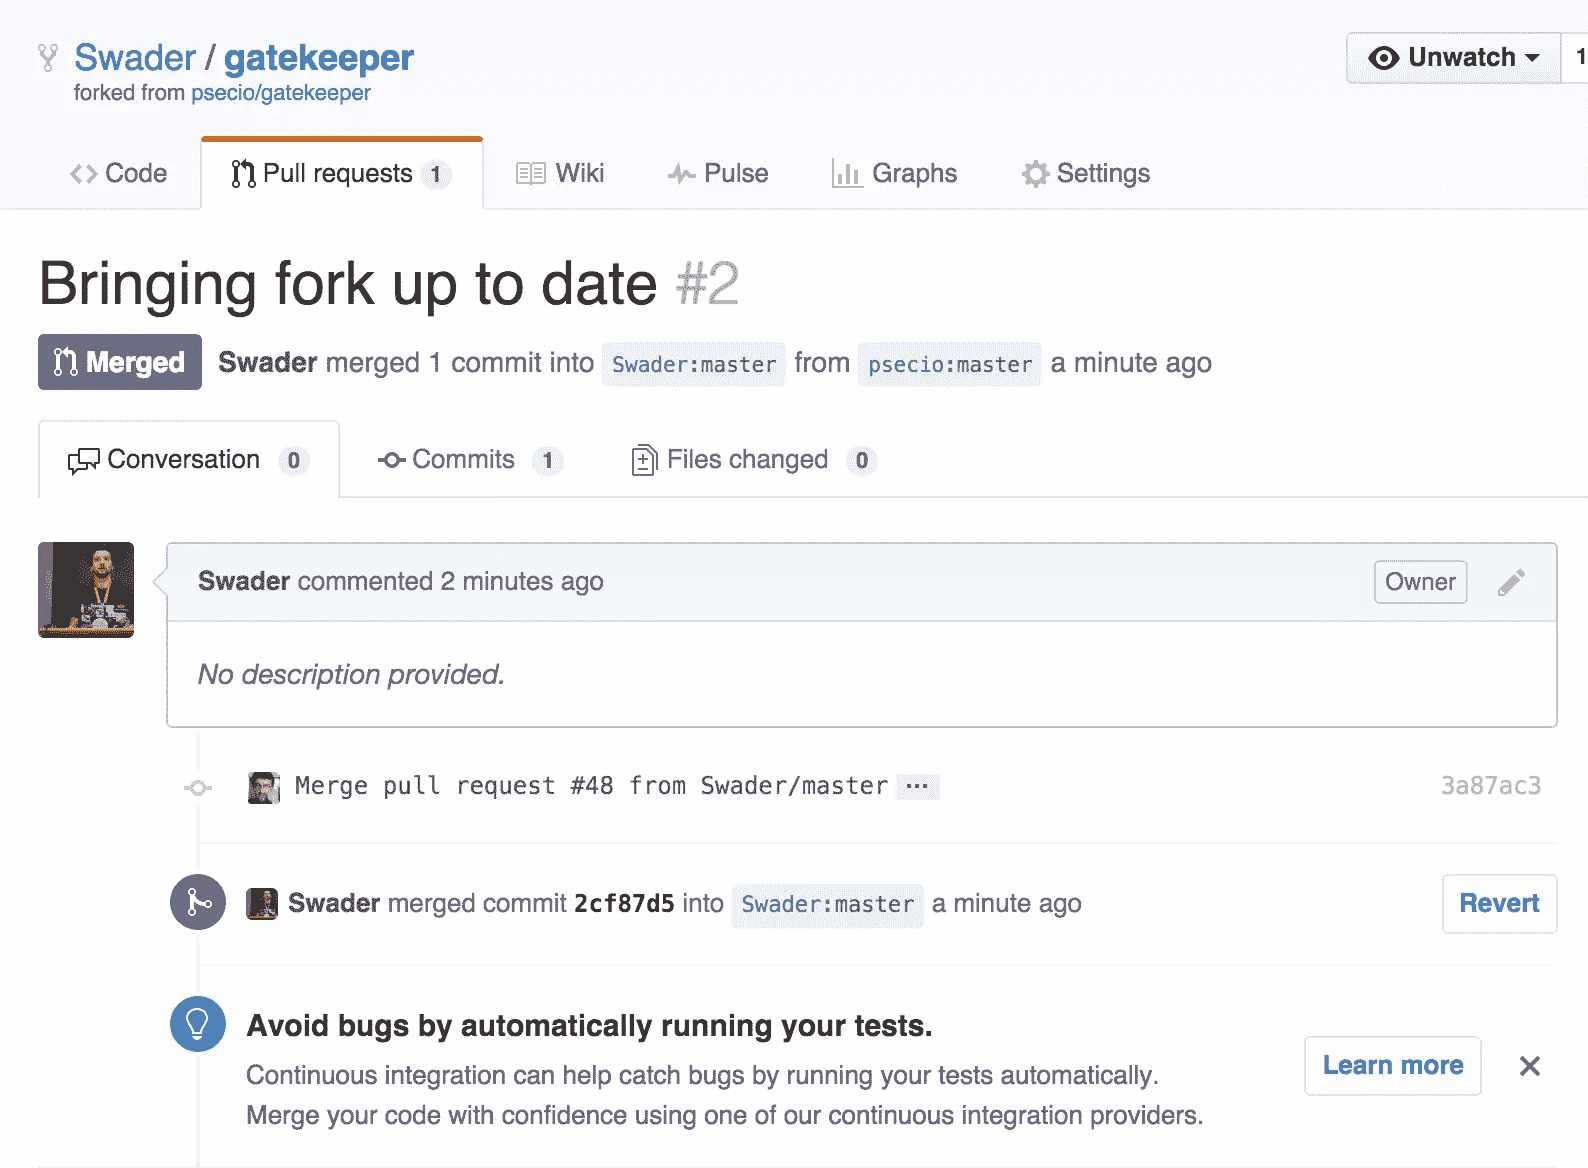 Swader / gatekeeper
Unwatch 1
forked from psecio/gatekeeper
Code Pull requests 1 Wiki Pulse Graphs Settings
Bringing fork up to date #2
Merged Swader merged 1 commit into Swader:master from psecio:master a minute ago
Conversation 0 Commits 1 Files changed 0
Swader commented 2 minutes ago Owner
No description provided.
Merge pull request #48 from Swader/master ... 3a87ac3
Swader merged commit 2cf87d5 into Swader:master a minute ago Revert
Avoid bugs by automatically running your tests.
Continuous integration can help catch bugs by running your tests automatically.
Learn more
Merge your code with confidence using one of our continuous integration providers.